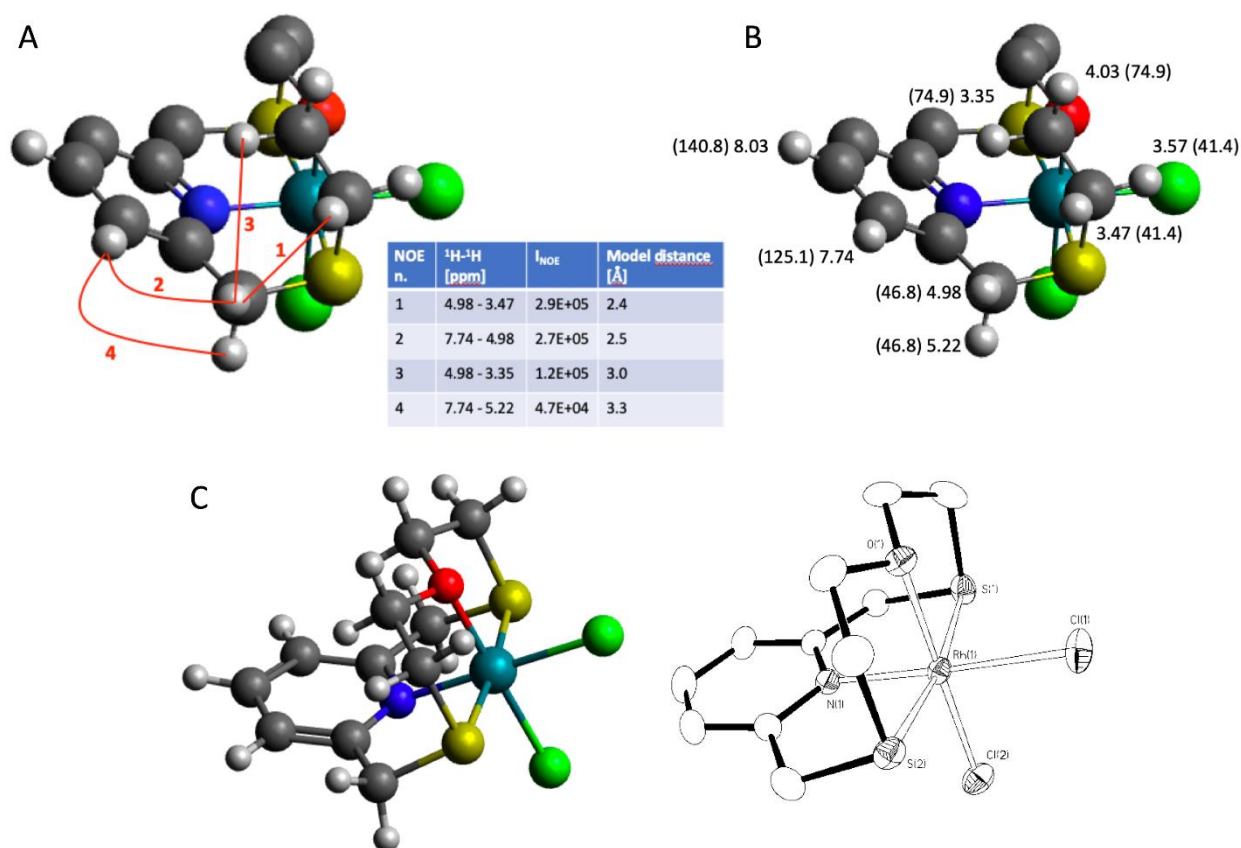 A
B
4.03 (74.9)
(74.9) 3.35
(140.8) 8.03
3.57 (41.4)
(125.1) 7.74
3.47 (41.4)
(46.8) 4.98
(46.8) 5.22
3
1
2
4
NOE n. ¹H-¹H [ppm] I_NOE Model distance [Å]
1 4.98 - 3.47 2.9E+05 2.4
2 7.74 - 4.98 2.7E+05 2.5
3 4.98 - 3.35 1.2E+05 3.0
4 7.74 - 5.22 4.7E+04 3.3
C
O(1)
S(1)
Cl(1)
Rh(1)
N(1)
S(2)
Cl(2)